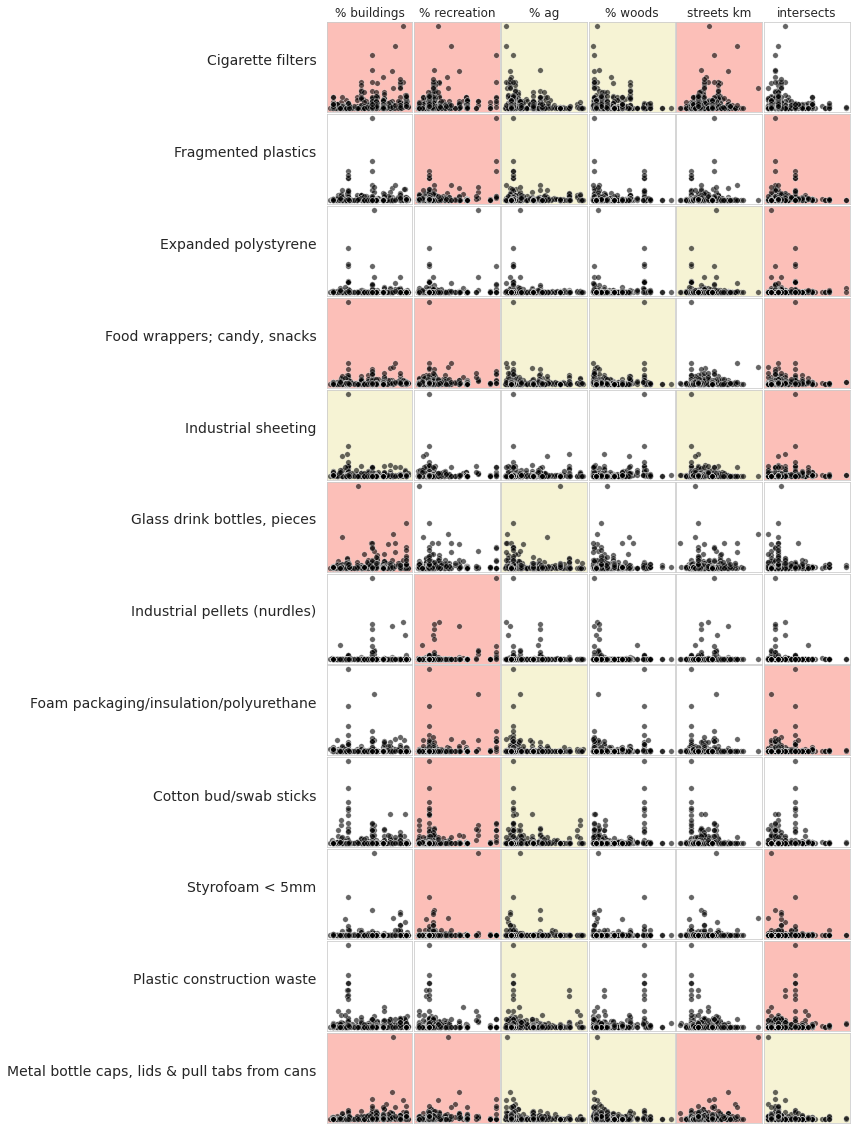 % buildings % recreation % ag % woods streets km intersects
Cigarette filters
Fragmented plastics
Expanded polystyrene
Food wrappers; candy, snacks
Industrial sheeting
Glass drink bottles, pieces
Industrial pellets (nurdles)
Foam packaging/insulation/polyurethane
Cotton bud/swab sticks
Styrofoam < 5mm
Plastic construction waste
Metal bottle caps, lids & pull tabs from cans